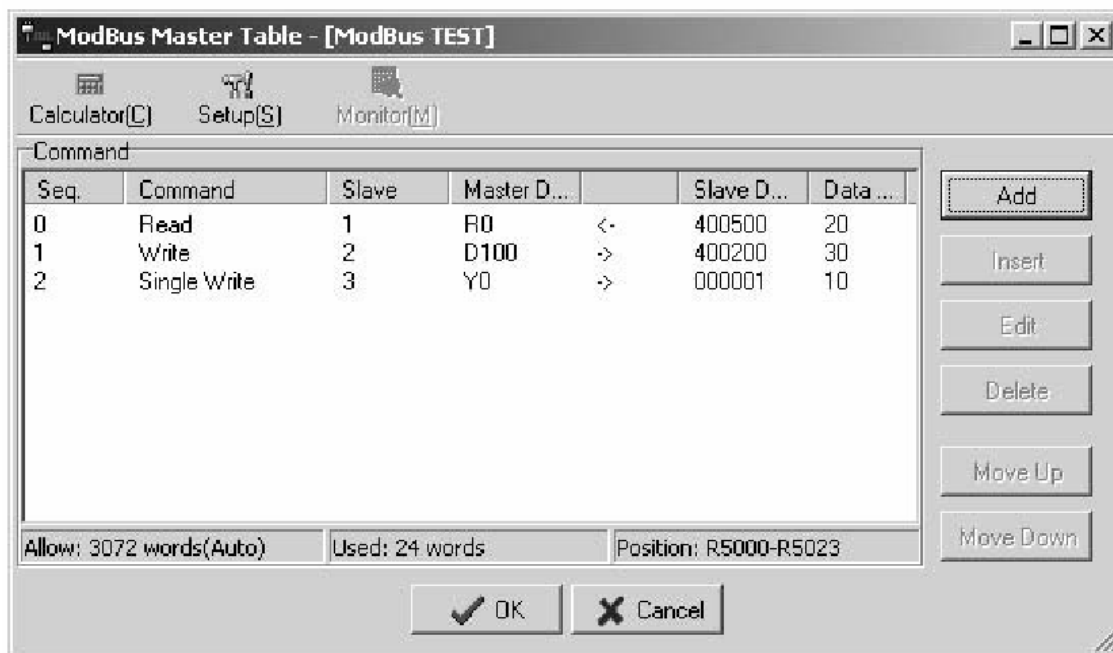 ModBus Master Table - [ModBus TEST]
Calculator(C) Setup(S) Monitor(M)
Command
Seq. Command Slave Master D... Slave D... Data ...
0 Read 1 R0 <- 400500 20
1 Write 2 D100 -> 400200 30
2 Single Write 3 Y0 -> 000001 10
Allow: 3072 words(Auto) Used: 24 words Position: R5000-R5023
Add
Insert
Edit
Delete
Move Up
Move Down
OK Cancel